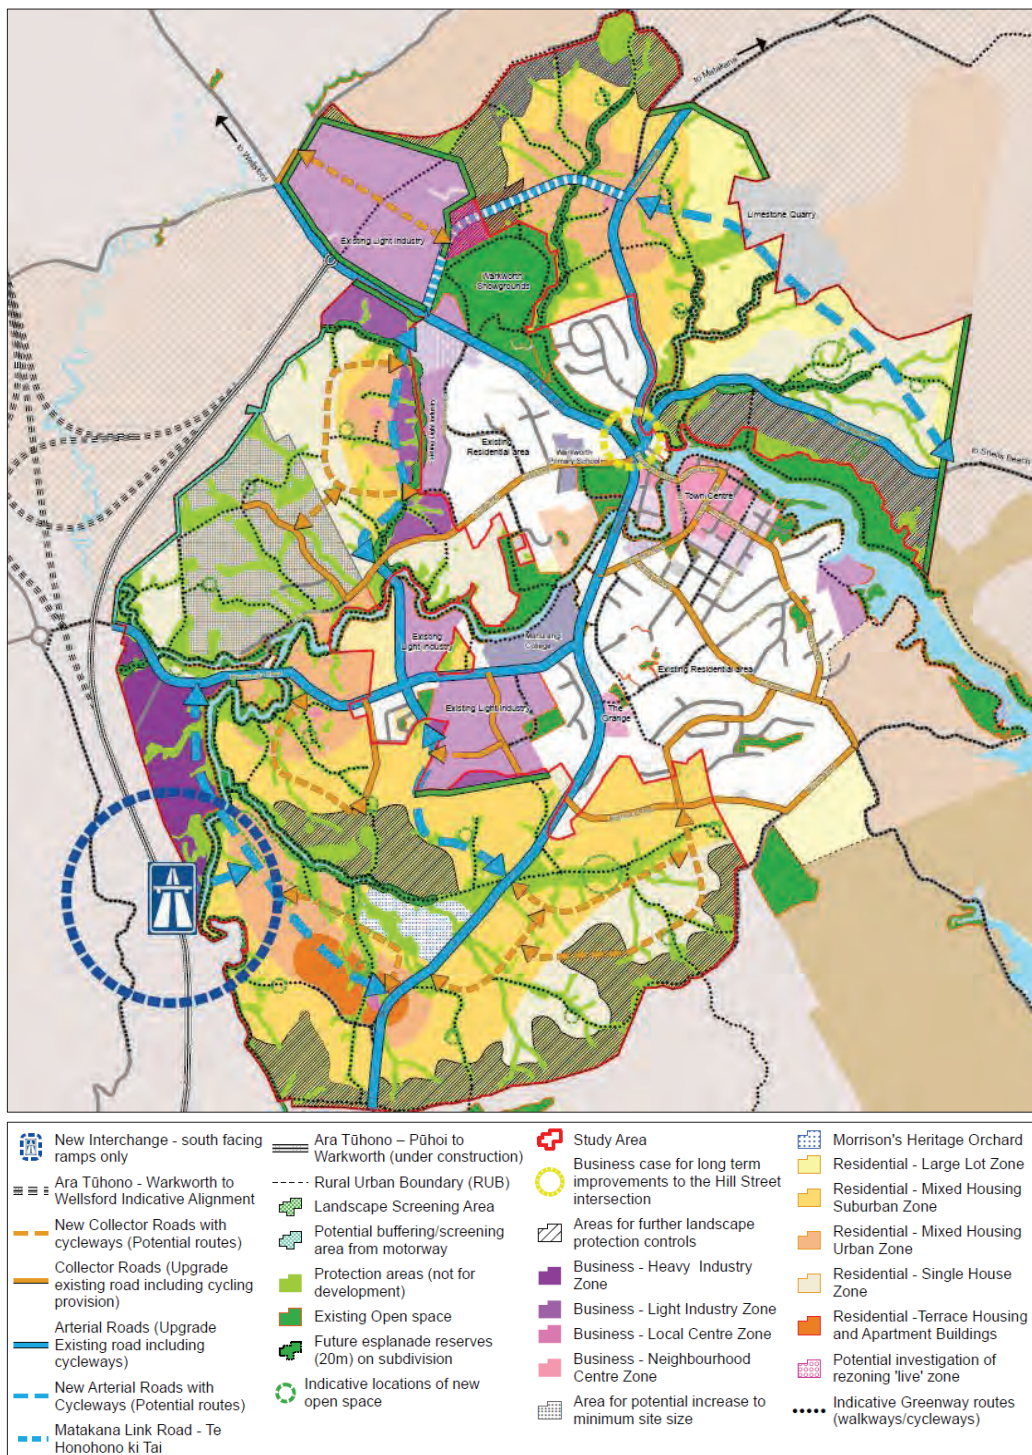 to Matakana
to Wellsford
Limestone Quarry
Existing Light Industry
Warkworth
Showgrounds
Existing Light Industry
Existing
Residential area
Warkworth
Primary School
to Snells Beach
Town Centre
Existing
Light Industry
Mahurangi
College
Existing Residential area
Existing Light Industry
The
Grange
New Interchange - south facing
ramps only
Ara Tūhono - Warkworth to
Wellsford Indicative Alignment
New Collector Roads with
cycleways (Potential routes)
Collector Roads (Upgrade
existing road including cycling
provision)
Arterial Roads (Upgrade
Existing road including
cycleways)
New Arterial Roads with
Cycleways (Potential routes)
Matakana Link Road - Te
Honohono ki Tai
Ara Tūhono – Pūhoi to
Warkworth (under construction)
Rural Urban Boundary (RUB)
Landscape Screening Area
Potential buffering/screening
area from motorway
Protection areas (not for
development)
Existing Open space
Future esplanade reserves
(20m) on subdivision
Indicative locations of new
open space
Study Area
Business case for long term
improvements to the Hill Street
intersection
Areas for further landscape
protection controls
Business - Heavy Industry
Zone
Business - Light Industry Zone
Business - Local Centre Zone
Business - Neighbourhood
Centre Zone
Area for potential increase to
minimum site size
Morrison's Heritage Orchard
Residential - Large Lot Zone
Residential - Mixed Housing
Suburban Zone
Residential - Mixed Housing
Urban Zone
Residential - Single House
Zone
Residential -Terrace Housing
and Apartment Buildings
Potential investigation of
rezoning 'live' zone
Indicative Greenway routes
(walkways/cycleways)